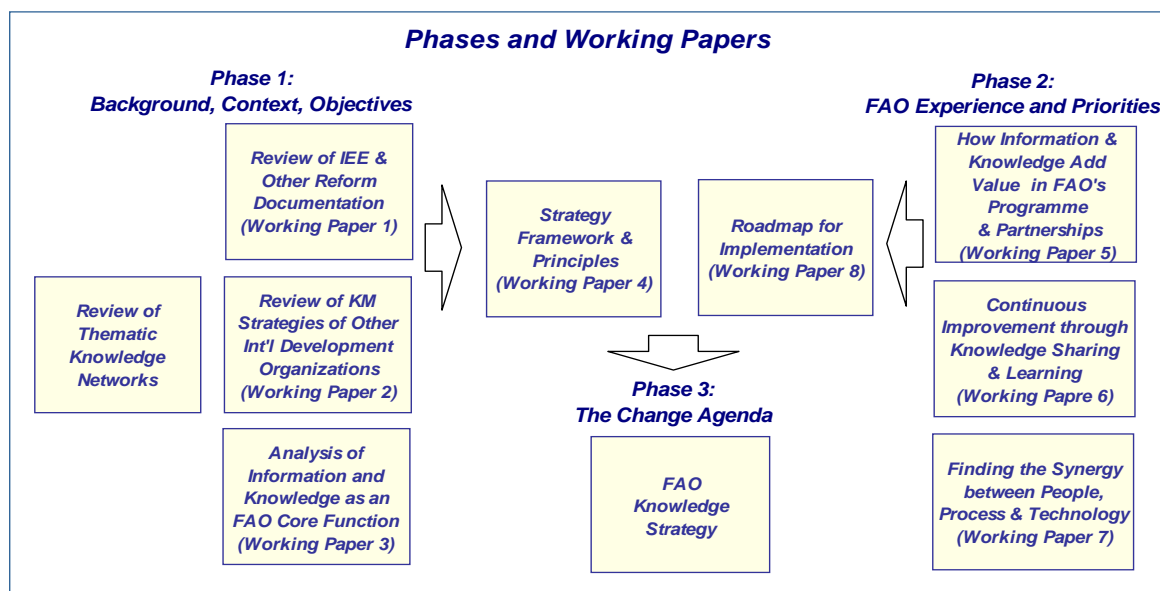 Phases and Working Papers
Phase 1:
Background, Context, Objectives
Review of IEE &
Other Reform
Documentation
(Working Paper 1)
Review of
Thematic
Knowledge
Networks
Review of KM
Strategies of Other
Int'l Development
Organizations
(Working Paper 2)
Analysis of
Information and
Knowledge as an
FAO Core Function
(Working Paper 3)
Strategy
Framework &
Principles
(Working Paper 4)
Roadmap for
Implementation
(Working Paper 8)
Phase 2:
FAO Experience and Priorities
How Information &
Knowledge Add
Value in FAO's
Programme
& Partnerships
(Working Paper 5)
Continuous
Improvement through
Knowledge Sharing
& Learning
(Working Papre 6)
Finding the Synergy
between People,
Process & Technology
(Working Paper 7)
Phase 3:
The Change Agenda
FAO
Knowledge
Strategy